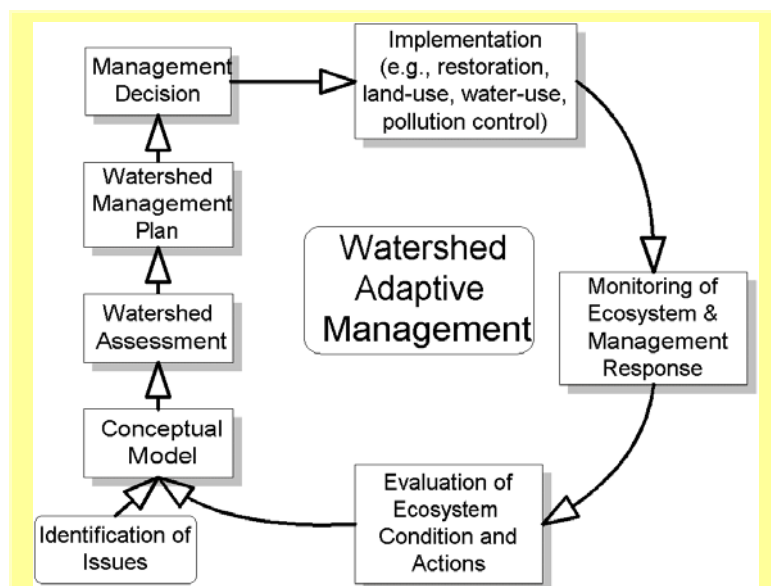 Management
Decision
Implementation
(e.g., restoration,
land-use, water-use,
pollution control)
Watershed
Management
Plan
Watershed
Adaptive
Management
Monitoring of
Ecosystem &
Management
Response
Watershed
Assessment
Conceptual
Model
Evaluation of
Ecosystem
Condition and
Actions
Identification of
Issues